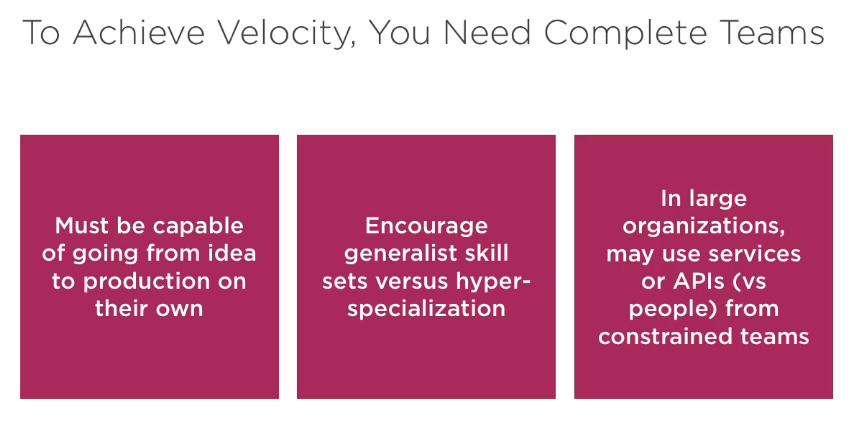 To Achieve Velocity, You Need Complete Teams
Must be capable
of going from idea
to production on
their own
Encourage
generalist skill
sets versus hyper-
specialization
In large
organizations,
may use services
or APIs (vs
people) from
constrained teams